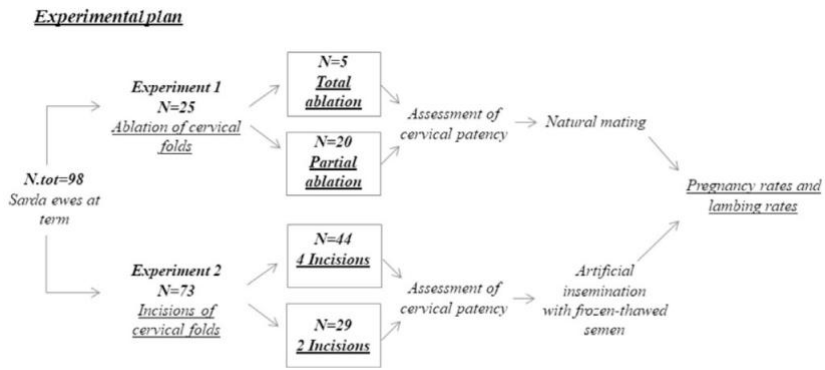 Experimental plan
Experiment 1
N=25
Ablation of cervical
folds
N=5
Total
ablation
N=20
Partial
ablation
Assessment of
cervical patency
Natural mating
N.tot=98
Sarda ewes at
term
Pregnancy rates and
lambing rates
Experiment 2
N=73
Incisions of
cervical folds
N=44
4 Incisions
N=29
2 Incisions
Assessment of
cervical patency
Artificial
insemination
with frozen-thawed
semen